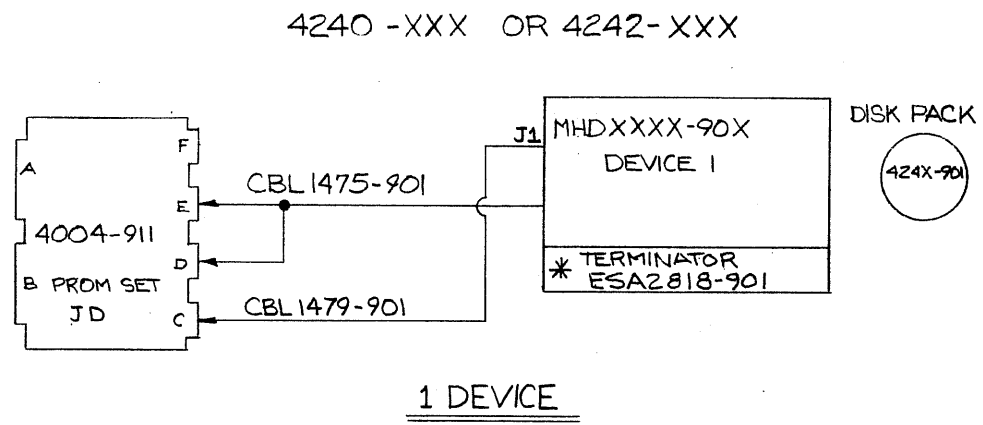 4240-XXX OR 4242-XXX
A
F
E
4004-911
D
B PROM SET
JD
C
CBL1475-901
CBL1479-901
J1
MHDXXXX-90X
DEVICE 1
* TERMINATOR
ESA2818-901
DISK PACK
424X-901
1 DEVICE